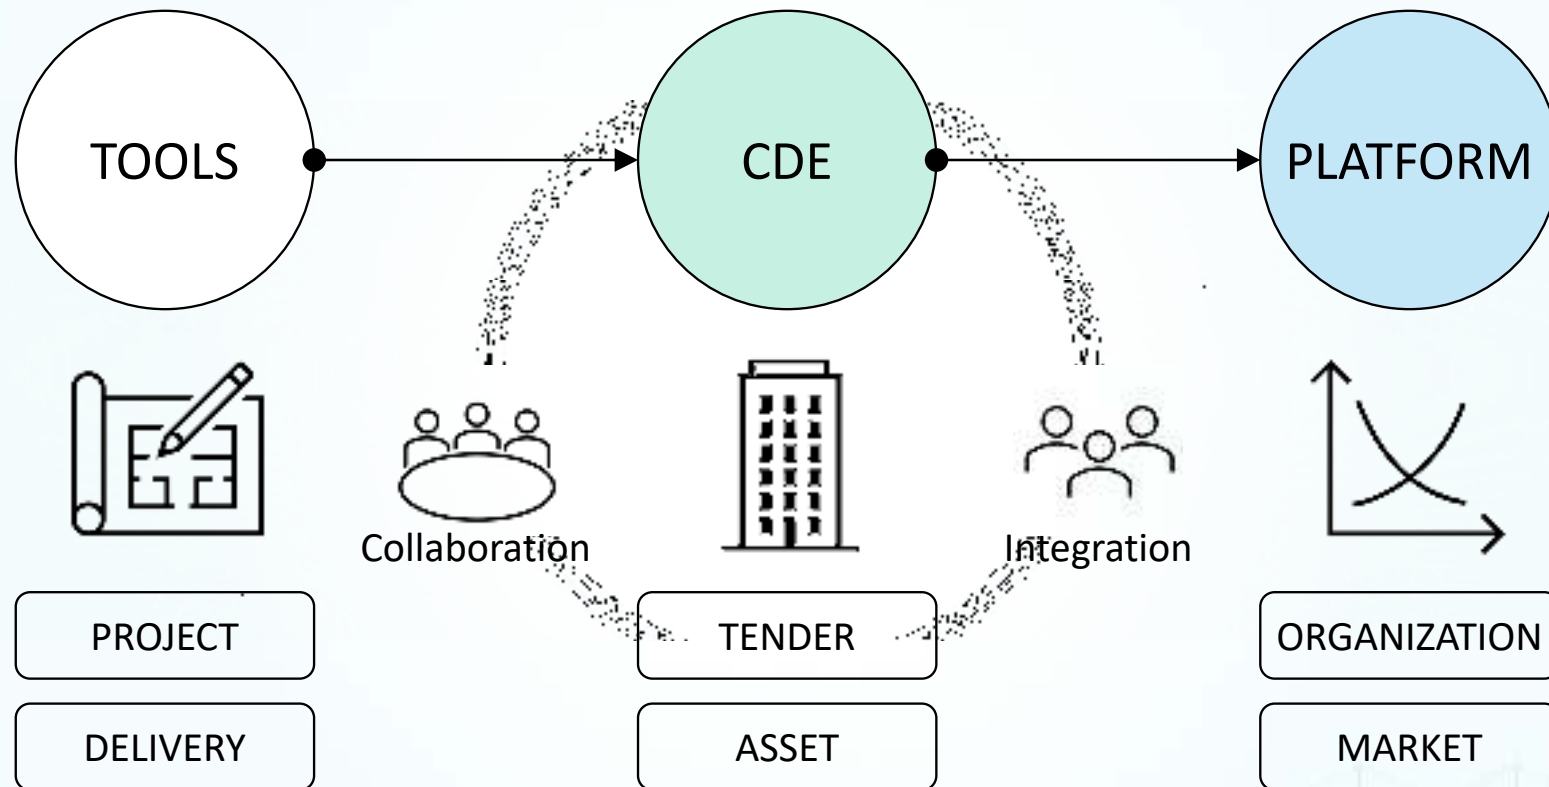 TOOLS
CDE
PLATFORM
Collaboration
Integration
PROJECT
TENDER
ORGANIZATION
DELIVERY
ASSET
MARKET